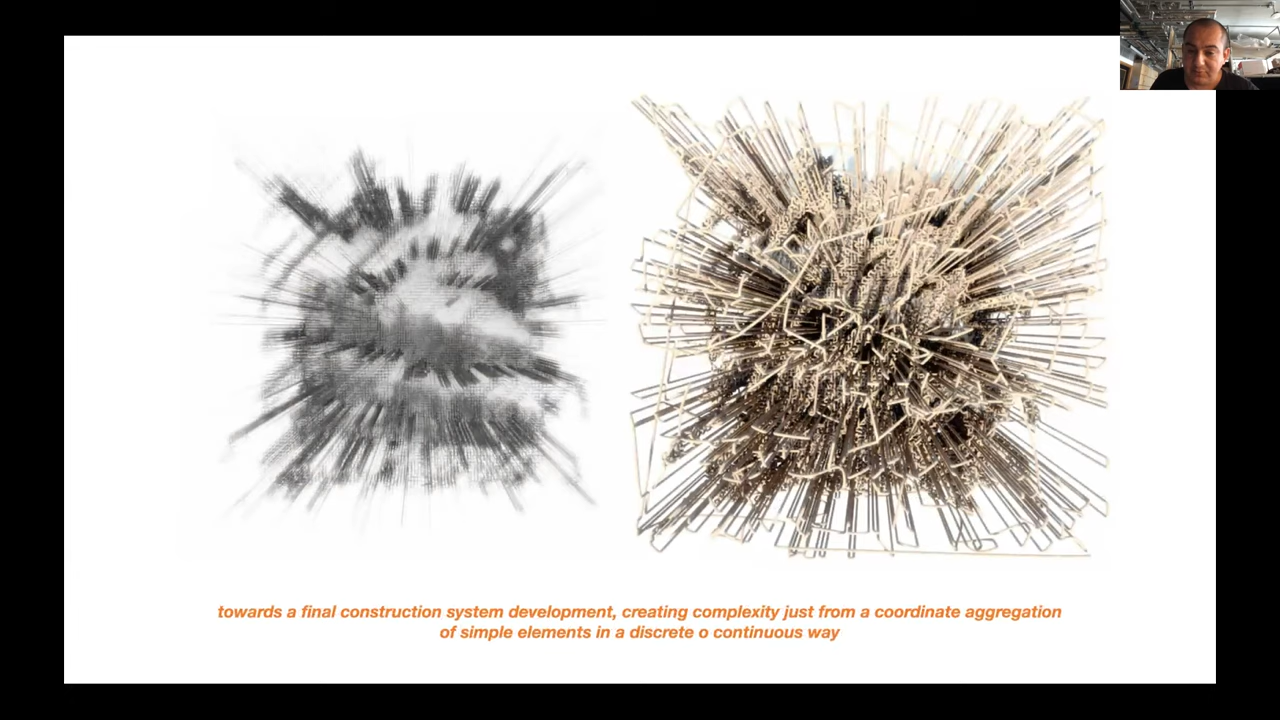 towards a final construction system development, creating complexity just from a coordinate aggregation
of simple elements in a discrete o continuous way